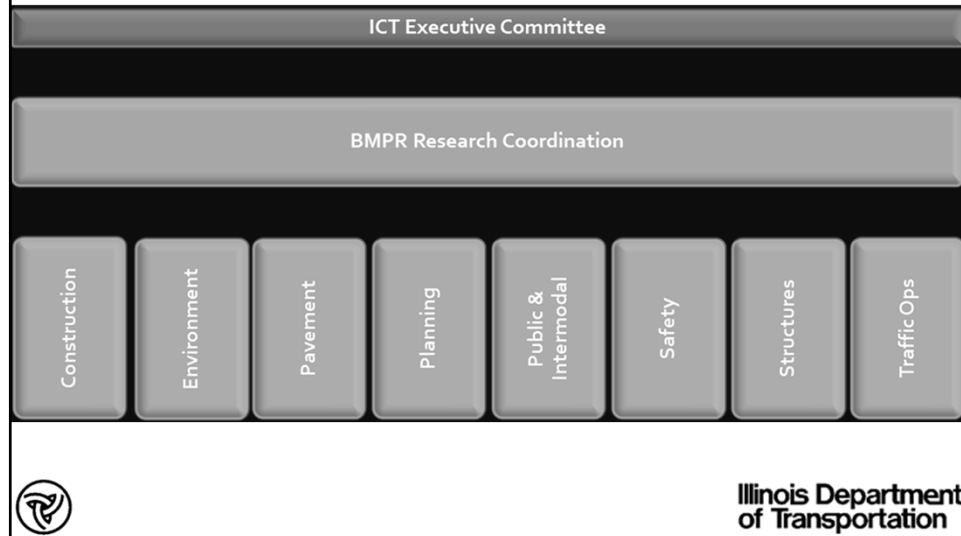 ICT Executive Committee
BMPR Research Coordination
Construction
Environment
Pavement
Planning
Public &
Intermodal
Safety
Structures
Traffic Ops
Illinois Department
of Transportation